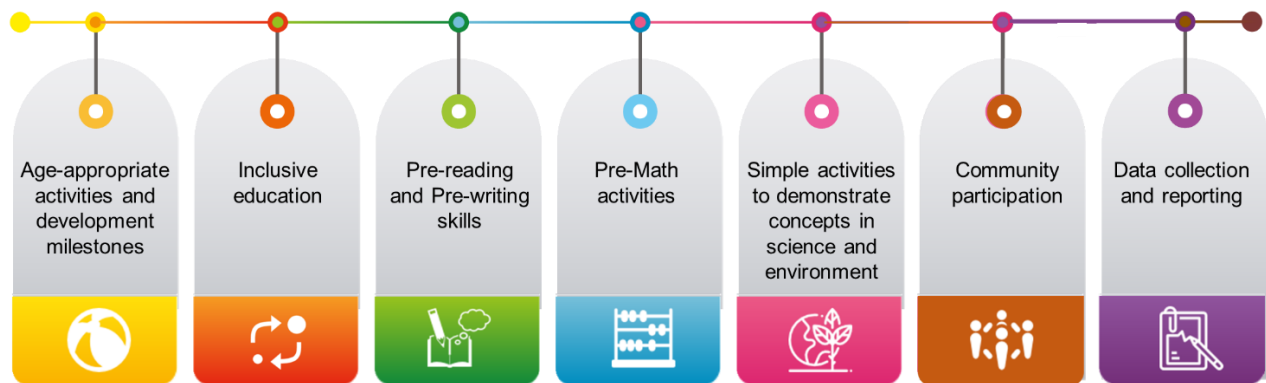 Age-appropriate
activities and
development
milestones
Inclusive
education
Pre-reading
and Pre-writing
skills
Pre-Math
activities
Simple activities
to demonstrate
concepts in
science and
environment
Community
participation
Data collection
and reporting